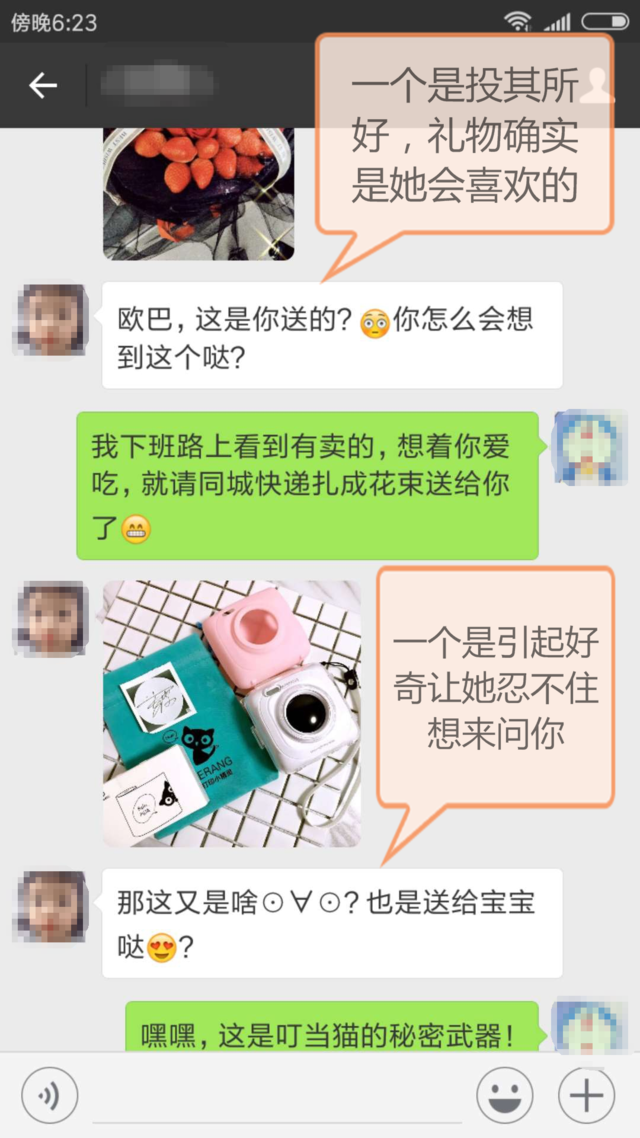 傍晚6:23
一个是投其所
好，礼物确实
是她会喜欢的
欧巴，这是你送的？😳你怎么会想
到这个哒？
我下班路上看到有卖的，想着你爱
吃，就请同城快递扎成花束送给你
了😁
一个是引起好
奇让她忍不住
想来问你
ERANG
那这又是啥⊙∀⊙？也是送给宝宝
哒😍？
嘿嘿，这是叮当猫的秘密武器！